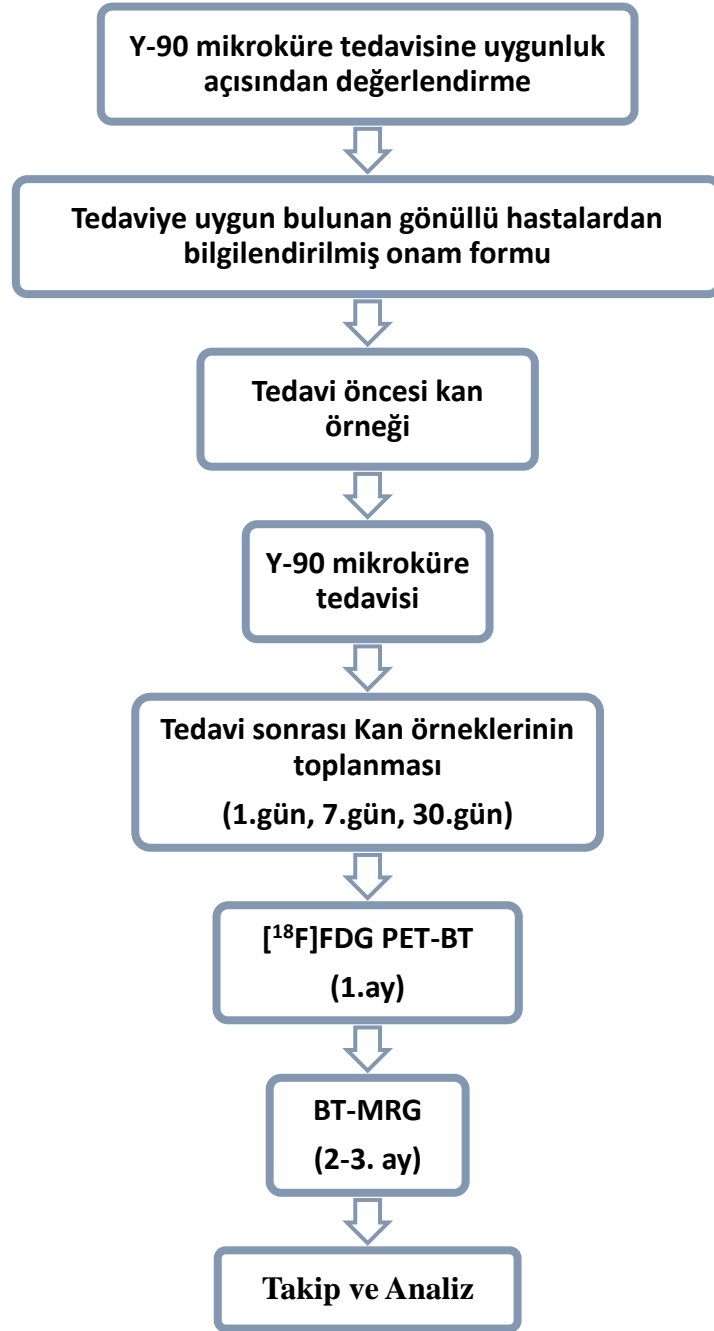 Y-90 mikroküre tedavisine uygunluk
açısından değerlendirme
Tedaviye uygun bulunan gönüllü hastalardan
bilgilendirilmiş onam formu
Tedavi öncesi kan
örneği
Y-90 mikroküre
tedavisi
Tedavi sonrası Kan örneklerinin
toplanması
(1.gün, 7.gün, 30.gün)
[¹⁸F]FDG PET-BT
(1.ay)
BT-MRG
(2-3. ay)
Takip ve Analiz